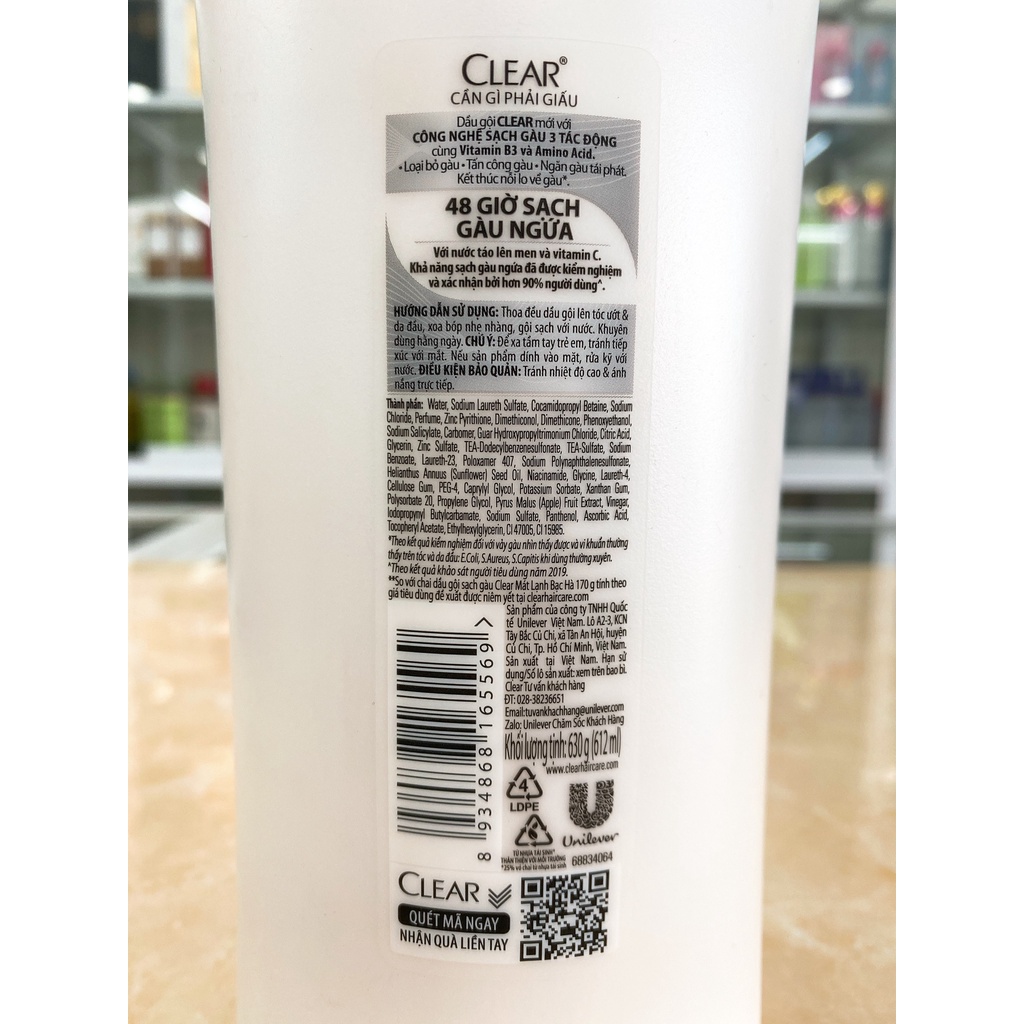 CLEAR®
CẦN GÌ PHẢI GIẤU
Dầu gội CLEAR mới với
CÔNG NGHỆ SẠCH GÀU 3 TÁC ĐỘNG
cùng Vitamin B3 và Amino Acid.
• Loại bỏ gàu • Tấn công gàu • Ngăn gàu tái phát.
Kết thúc nỗi lo về gàu*.
48 GIỜ SẠCH
GÀU NGỨA
Với nước táo lên men và vitamin C.
Khả năng sạch gàu ngứa đã được kiểm nghiệm
và xác nhận bởi hơn 90% người dùng^.
HƯỚNG DẪN SỬ DỤNG: Thoa đều dầu gội lên tóc ướt &
da đầu, xoa bóp nhẹ nhàng, gội sạch với nước. Khuyên
dùng hằng ngày. CHÚ Ý: Để xa tầm tay trẻ em, tránh tiếp
xúc với mắt. Nếu sản phẩm dính vào mắt, rửa kỹ với
nước. ĐIỀU KIỆN BẢO QUẢN: Tránh nhiệt độ cao & ánh
nắng trực tiếp.
Thành phần: Water, Sodium Laureth Sulfate, Cocamidopropyl Betaine, Sodium
Chloride, Perfume, Zinc Pyrithione, Dimethiconol, Dimethicone, Phenoxyethanol,
Sodium Salicylate, Carbomer, Guar Hydroxypropyltrimonium Chloride, Citric Acid,
Glycerin, Zinc Sulfate, TEA-Dodecylbenzenesulfonate, TEA-Sulfate, Sodium
Benzoate, Laureth-23, Poloxamer 407, Sodium Polynaphthalenesulfonate,
Helianthus Annuus (Sunflower) Seed Oil, Niacinamide, Glycine, Laureth-4,
Cellulose Gum, PEG-4, Caprylyl Glycol, Potassium Sorbate, Xanthan Gum,
Polysorbate 20, Propylene Glycol, Pyrus Malus (Apple) Fruit Extract, Vinegar,
Iodopropynyl Butylcarbamate, Sodium Sulfate, Panthenol, Ascorbic Acid,
Tocopheryl Acetate, Ethylhexylglycerin, CI 47005, CI 15985.
*Theo kết quả kiểm nghiệm đối với vảy gàu nhìn thấy được và vi khuẩn thường
thấy trên tóc và da đầu: E.Coli, S.Aureus, S.Capitis khi dùng thường xuyên.
^Theo kết quả khảo sát người tiêu dùng năm 2019.
**So với chai dầu gội sạch gàu Clear Mát Lạnh Bạc Hà 170 g tính theo
giá tiêu dùng đề xuất được niêm yết tại clearhaircare.com
Sản phẩm của công ty TNHH Quốc
tế Unilever Việt Nam. Lô A2-3, KCN
Tây Bắc Củ Chi, xã Tân An Hội, huyện
Củ Chi, Tp. Hồ Chí Minh, Việt Nam.
Sản xuất tại Việt Nam. Hạn sử
dụng/Số lô sản xuất: xem trên bao bì.
Clear Tư vấn khách hàng
ĐT: 028-38236651
Email:tuvankhachhang@unilever.com
Zalo: Unilever Chăm Sóc Khách Hàng
Khối lượng tịnh: 630 g (612 ml)
www.clearhaircare.com
8 934868 165569 >
4
LDPE
Unilever
TỪ NHỰA TÁI SINH*
THÂN THIỆN VỚI MÔI TRƯỜNG
*25% vỏ chai từ nhựa tái sinh
68834064
CLEAR
QUÉT MÃ NGAY
NHẬN QUÀ LIỀN TAY